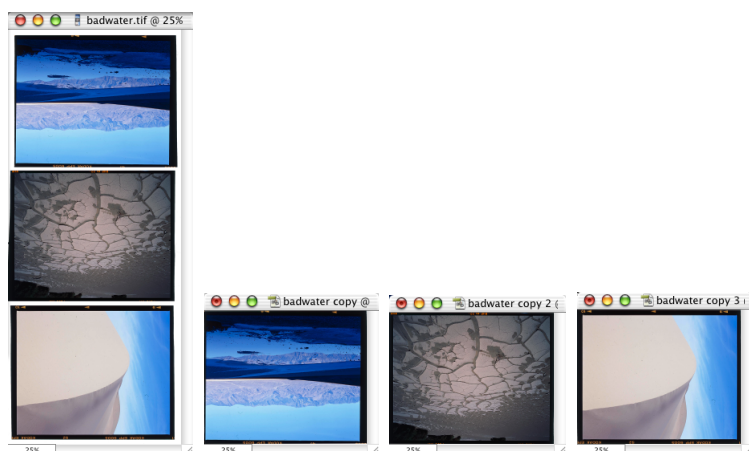 badwater.tif @ 25%
badwater copy @
badwater copy 2 (
badwater copy 3
25%
25%
25%
25%